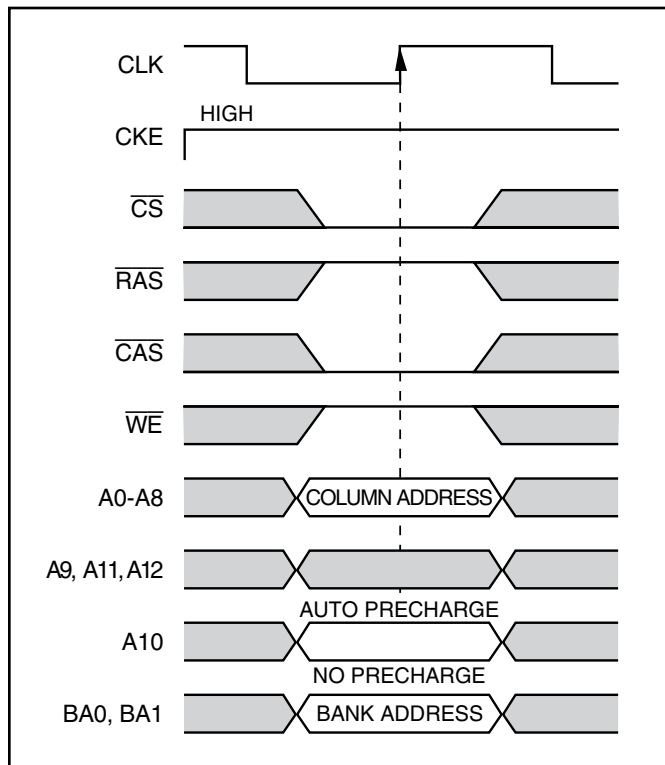 CLK
HIGH
CKE
CS
RAS
CAS
WE
A0-A8
COLUMN ADDRESS
A9, A11, A12
AUTO PRECHARGE
A10
NO PRECHARGE
BA0, BA1
BANK ADDRESS